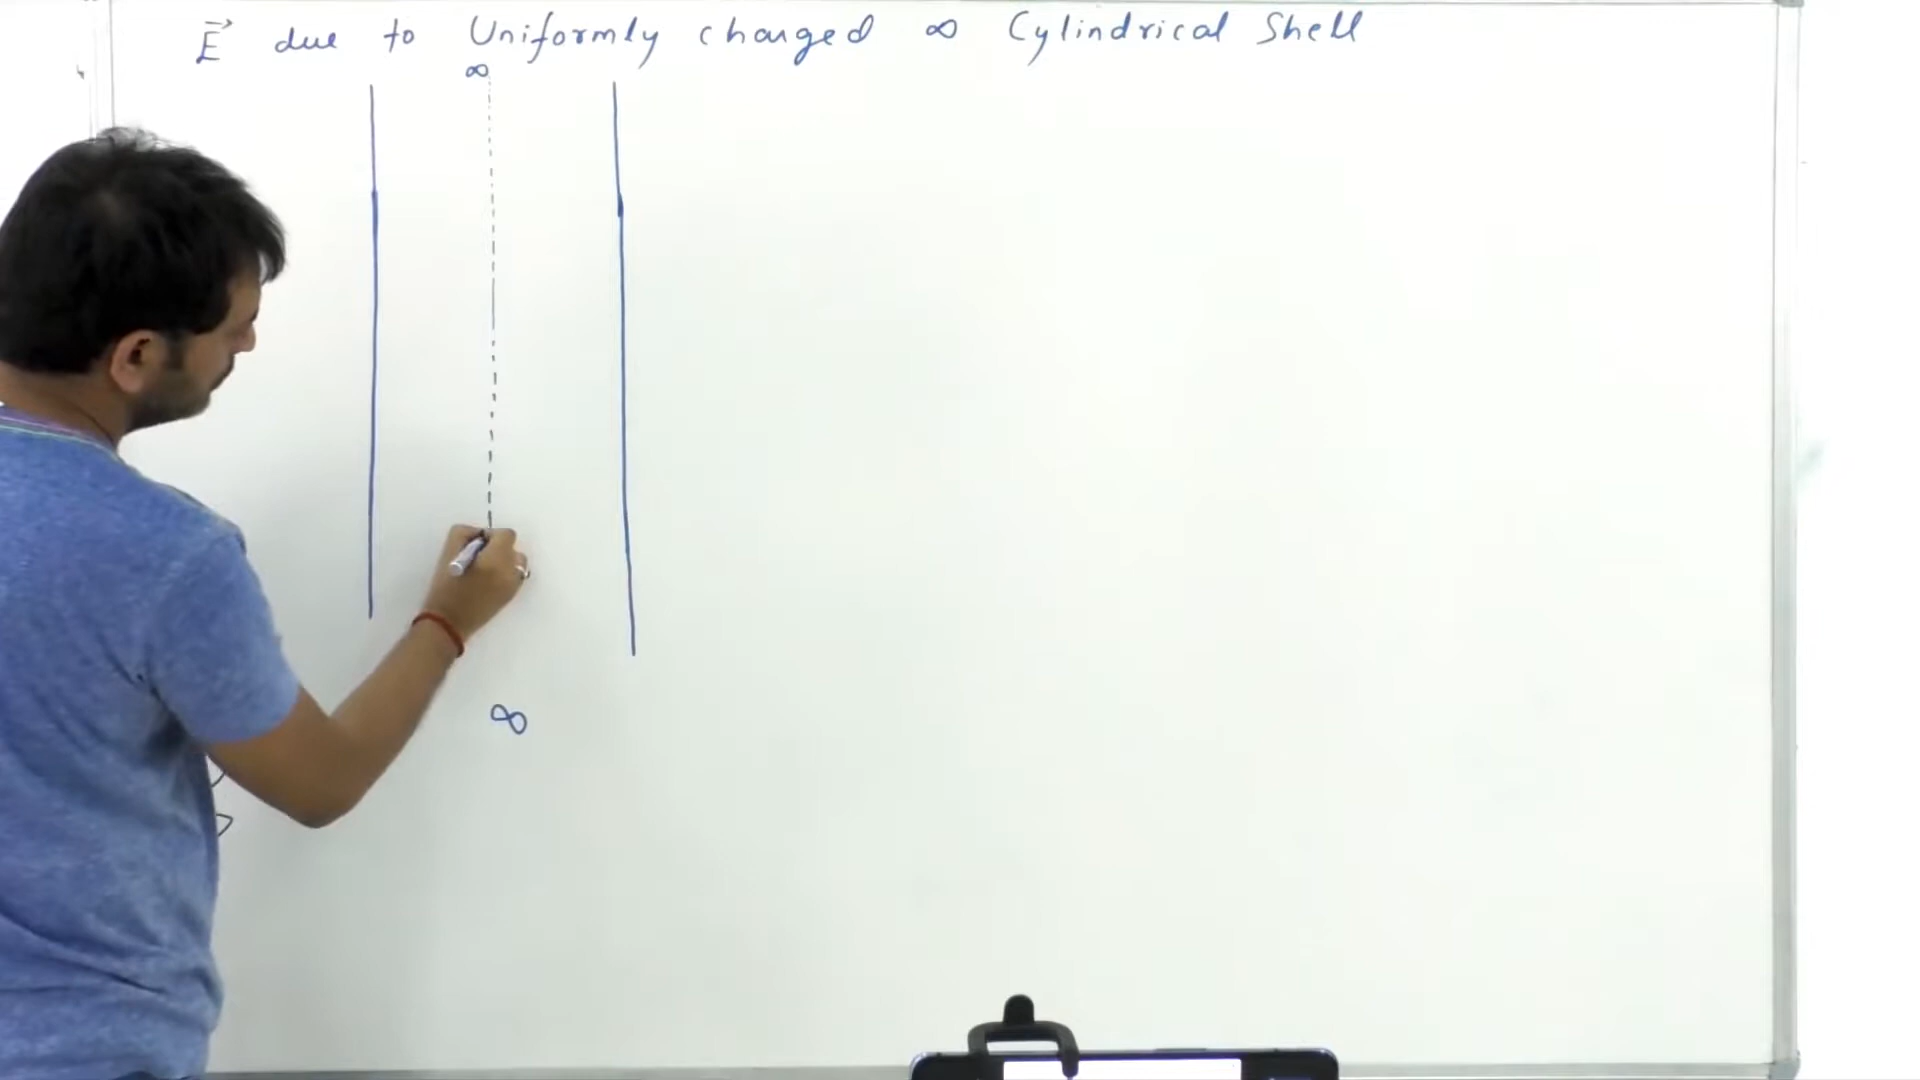 E⃗ due to Uniformly charged ∞ Cylindrical Shell
∞
∞